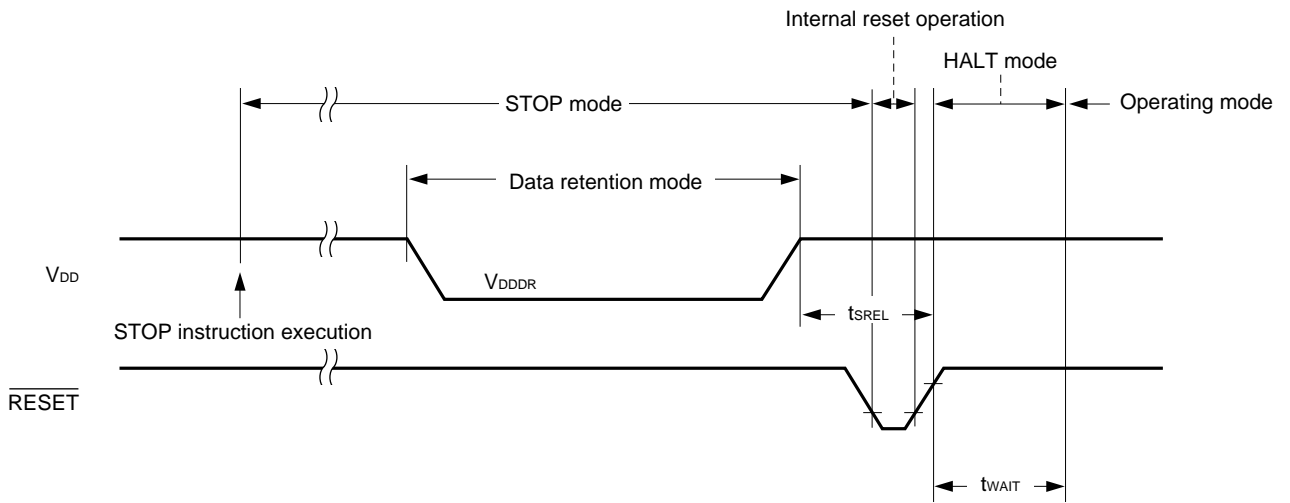 Internal reset operation
HALT mode
STOP mode
Operating mode
Data retention mode
VDD
VDDDR
STOP instruction execution
tSREL
RESET
tWAIT